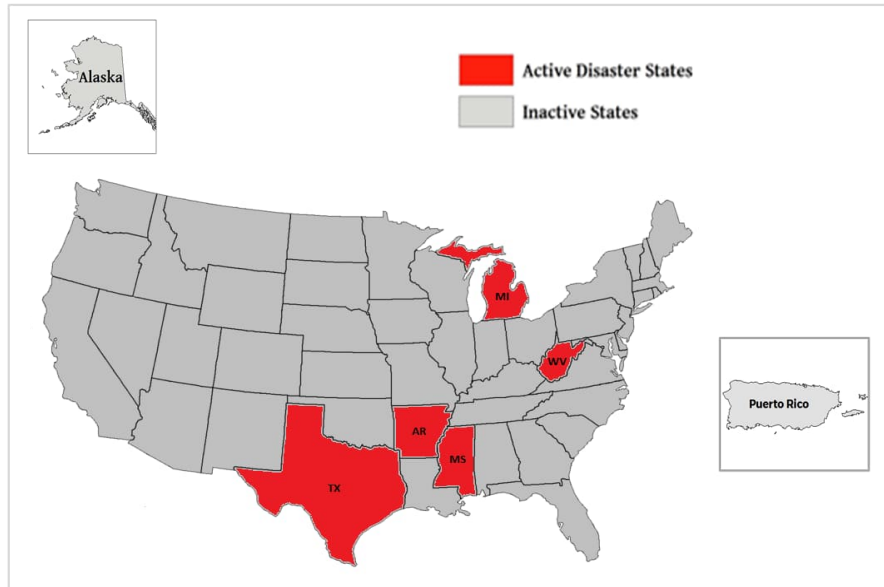 Alaska
Active Disaster States
Inactive States
MI
WV
AR
MS
TX
Puerto Rico